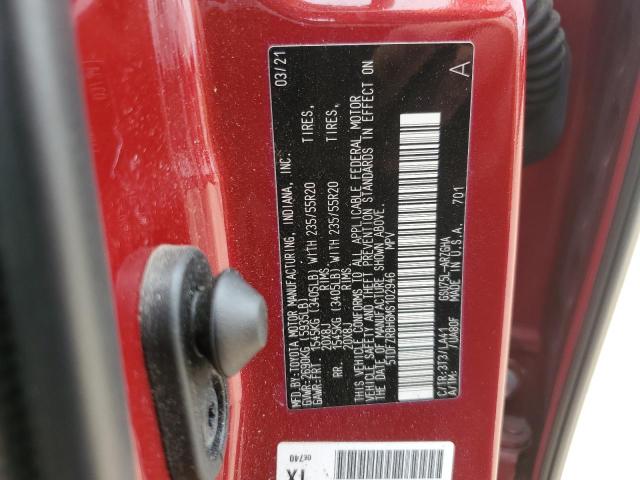 MFD.BY:TOYOTA MOTOR MANUFACTURING, INDIANA, INC. 03/21
GVWR:2690KG (5935LB)
GAWR:FRT. 1545KG (3405LB) WITH 235/55R20 TIRES,
20X8J RIMS
RR. 1545KG (3405LB) WITH 235/55R20 TIRES,
20X8J RIMS
THIS VEHICLE CONFORMS TO ALL APPLICABLE FEDERAL MOTOR
VEHICLE SAFETY AND THEFT PREVENTION STANDARDS IN EFFECT ON
THE DATE OF MANUFACTURE SHOWN ABOVE.
5TDFZRBH0MS102946 MPV
C/TR:3T3/LA41 GSU75L-ARZGHA A
A/TM: /UA80F MADE IN U.S.A. 701
0E740
TX